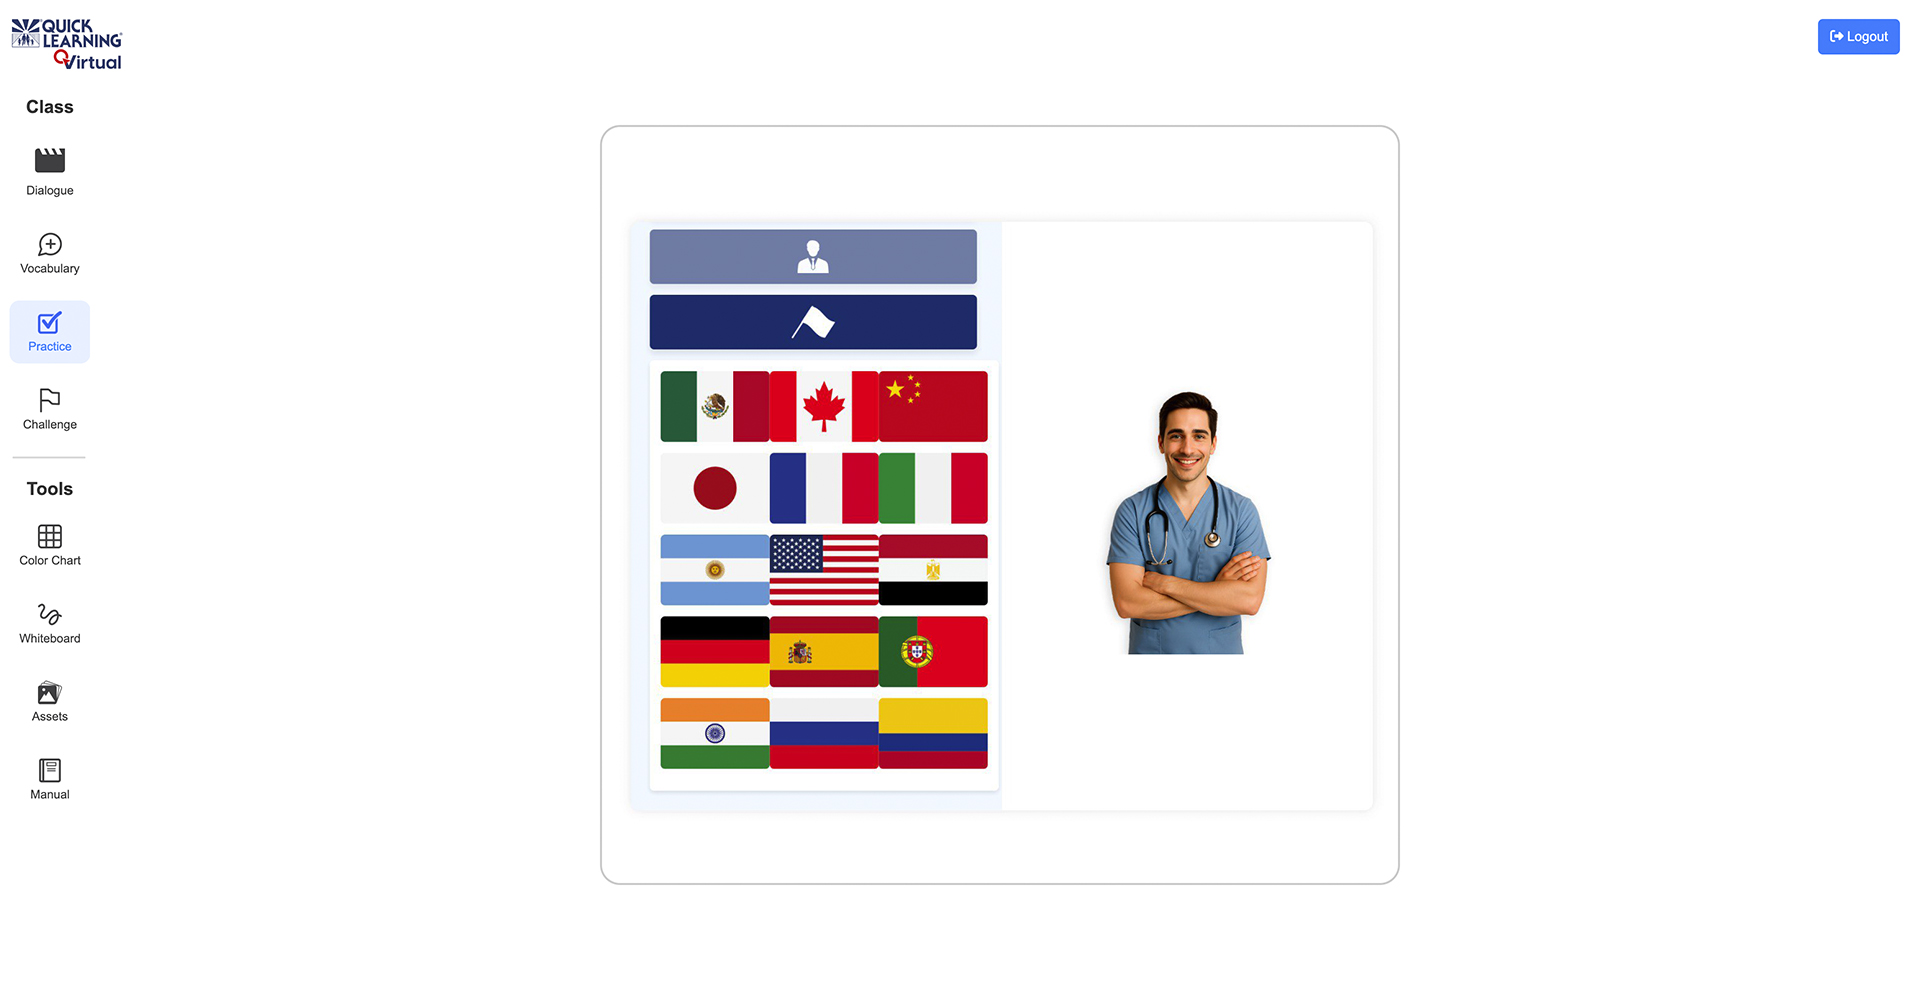 QUICK
LEARNING
Virtual
Logout
Class
Dialogue
Vocabulary
Practice
Challenge
Tools
Color Chart
Whiteboard
Assets
Manual